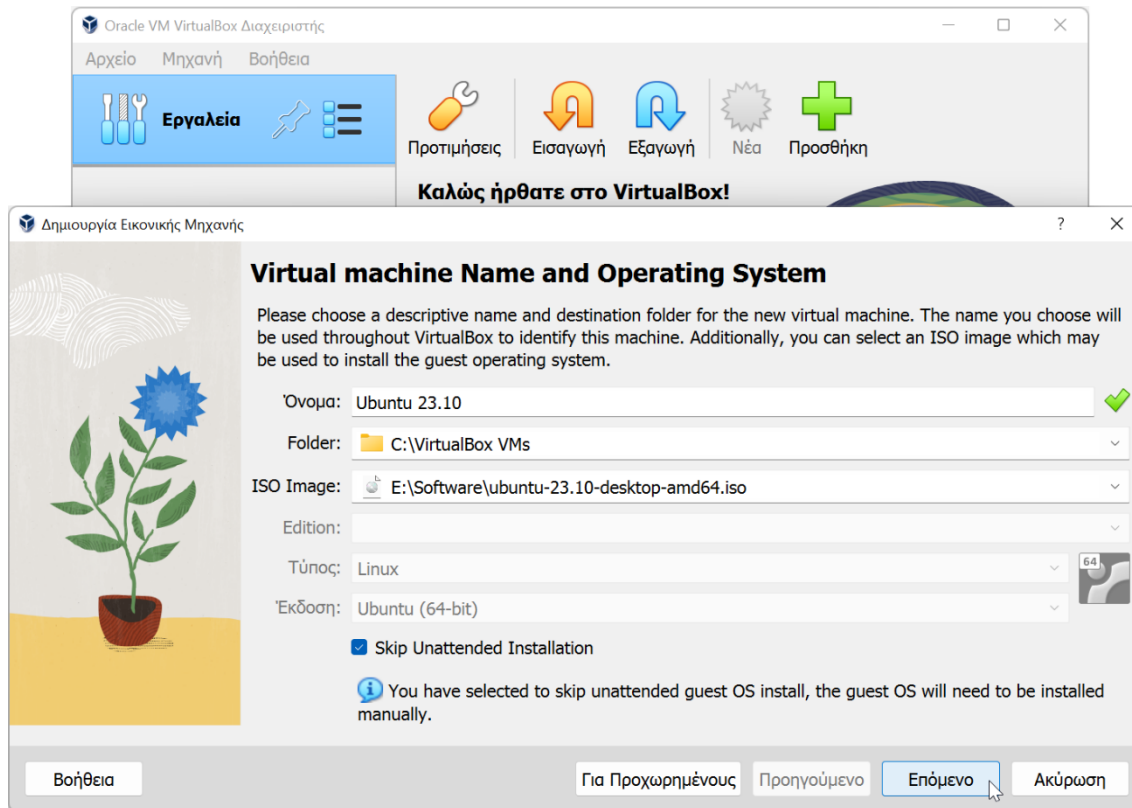 Oracle VM VirtualBox Διαχειριστής
Αρχείο Μηχανή Βοήθεια
Εργαλεία
Προτιμήσεις Εισαγωγή Εξαγωγή Νέα Προσθήκη
Καλώς ήρθατε στο VirtualBox!
Δημιουργία Εικονικής Μηχανής
Virtual machine Name and Operating System
Please choose a descriptive name and destination folder for the new virtual machine. The name you choose will
be used throughout VirtualBox to identify this machine. Additionally, you can select an ISO image which may
be used to install the guest operating system.
Όνομα: Ubuntu 23.10
Folder: C:\VirtualBox VMs
ISO Image: E:\Software\ubuntu-23.10-desktop-amd64.iso
Edition:
Τύπος: Linux
64
Έκδοση: Ubuntu (64-bit)
Skip Unattended Installation
You have selected to skip unattended guest OS install, the guest OS will need to be installed
manually.
Βοήθεια Για Προχωρημένους Προηγούμενο Επόμενο Ακύρωση